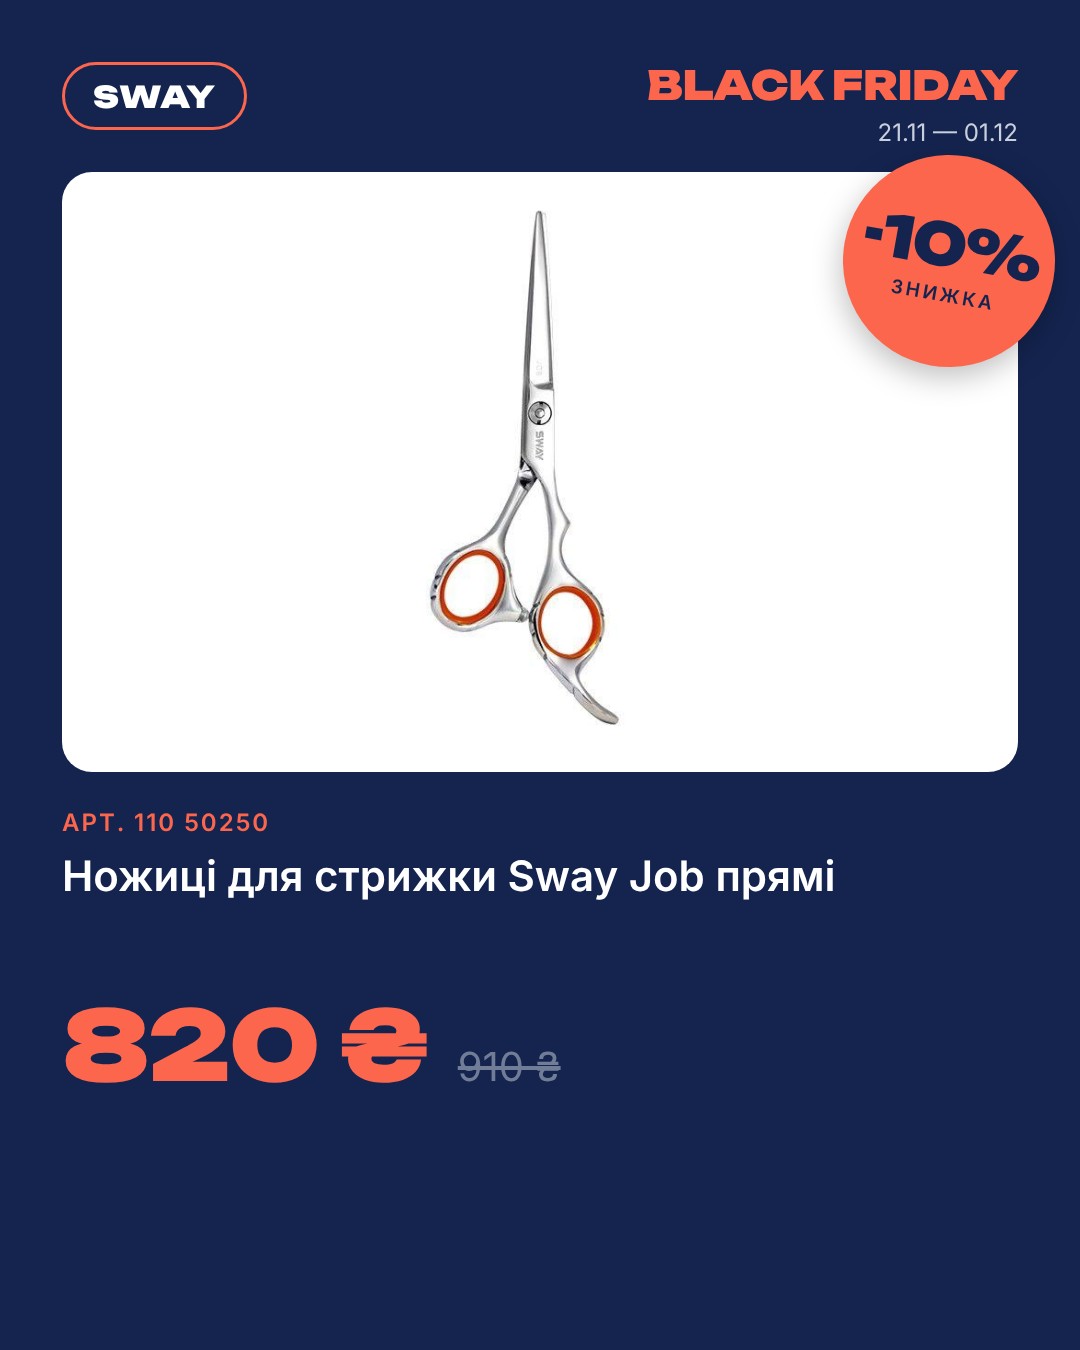 SWAY
BLACK FRIDAY
21.11 — 01.12
-10%
ЗНИЖКА
JOB
SWAY
АРТ. 110 50250
Ножиці для стрижки Sway Job прямі
820 ₴ 910 ₴